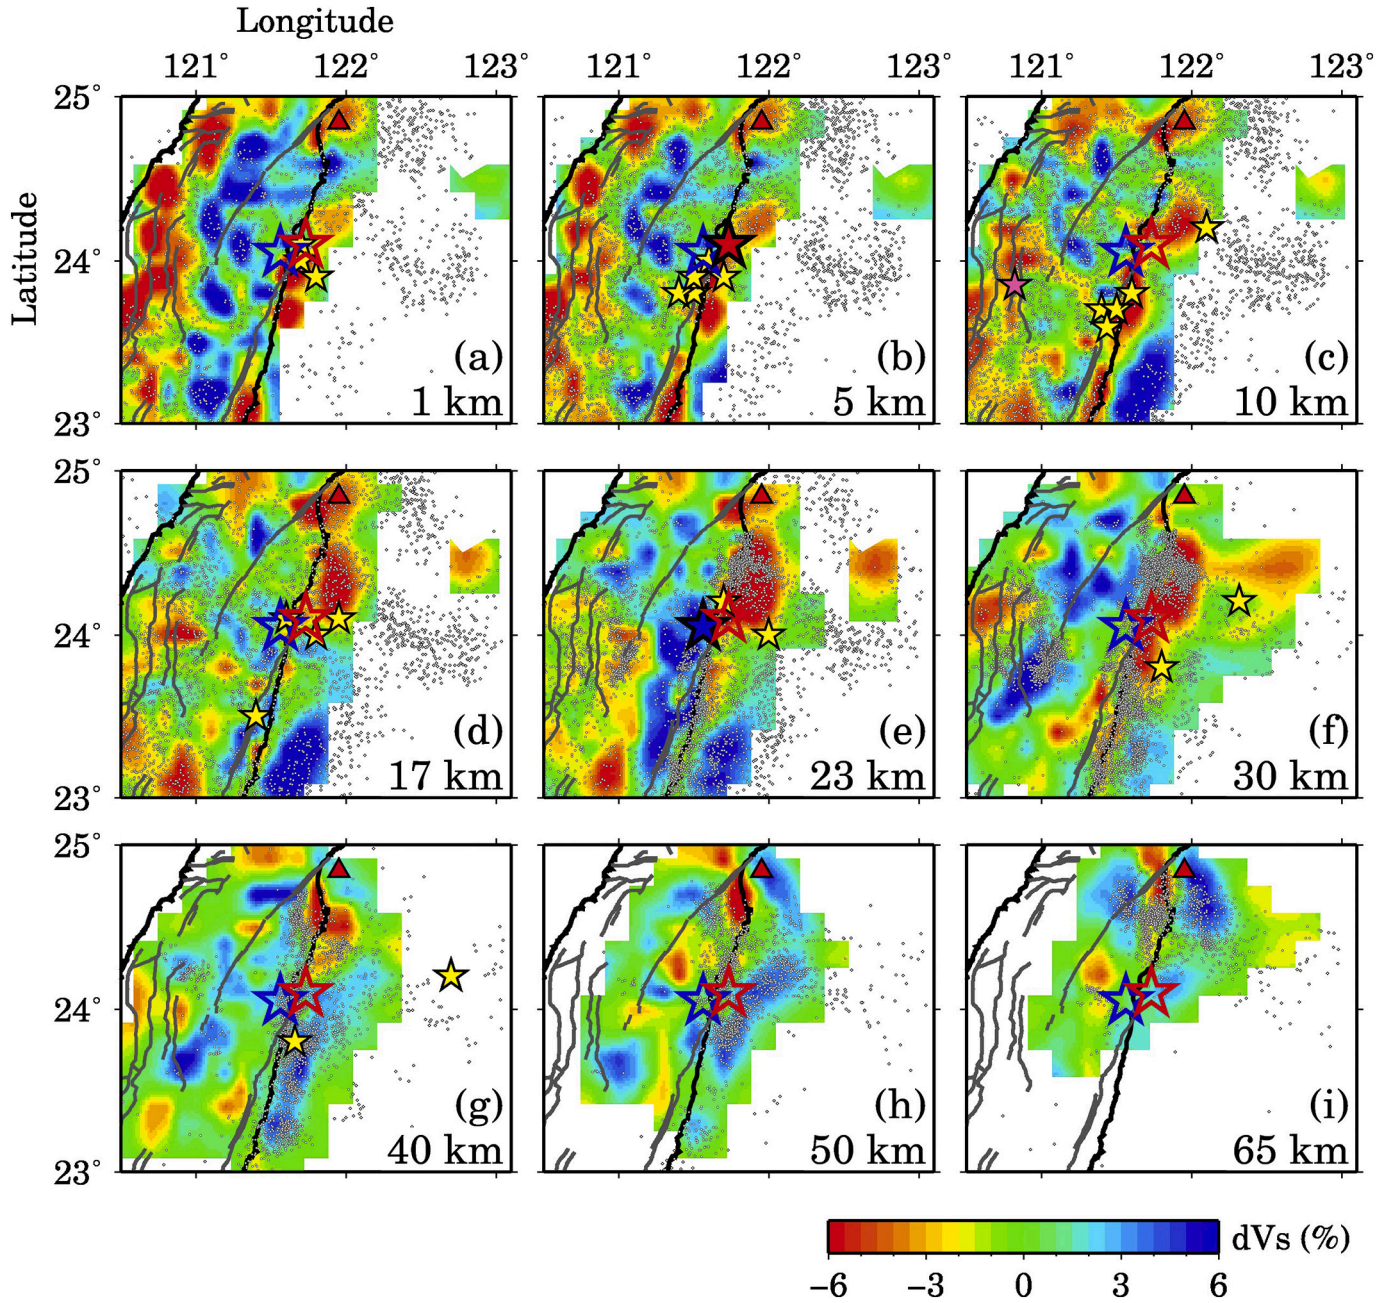 Longitude
121° 122° 123° 121° 122° 123° 121° 122° 123°
25°
Latitude
24°
(a) (b) (c)
1 km 5 km 10 km
23°
25°
24°
(d) (e) (f)
17 km 23 km 30 km
23°
25°
24°
(g) (h) (i)
40 km 50 km 65 km
23°
dVs (%)
−6 −3 0 3 6